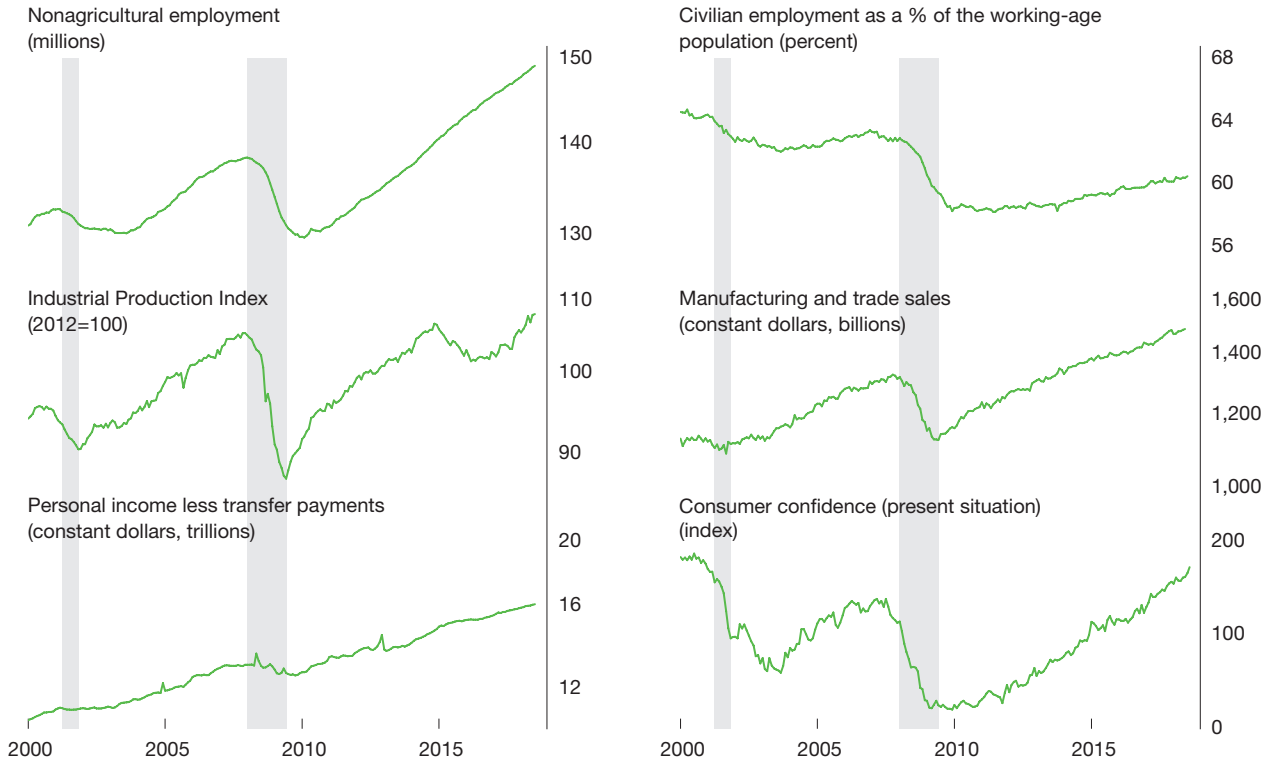 Nonagricultural employment
(millions)
150
140
130
Industrial Production Index
(2012=100)
110
100
90
Personal income less transfer payments
(constant dollars, trillions)
20
16
12
2000 2005 2010 2015
Civilian employment as a % of the working-age
population (percent)
68
64
60
56
Manufacturing and trade sales
(constant dollars, billions)
1,600
1,400
1,200
1,000
Consumer confidence (present situation)
(index)
200
100
0
2000 2005 2010 2015